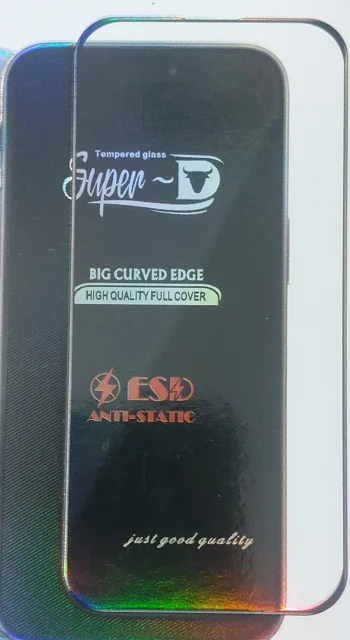 Tempered glass
Super ~ D
BIG CURVED EDGE
HIGH QUALITY FULL COVER
ESD
ANTI-STATIC
just good quality